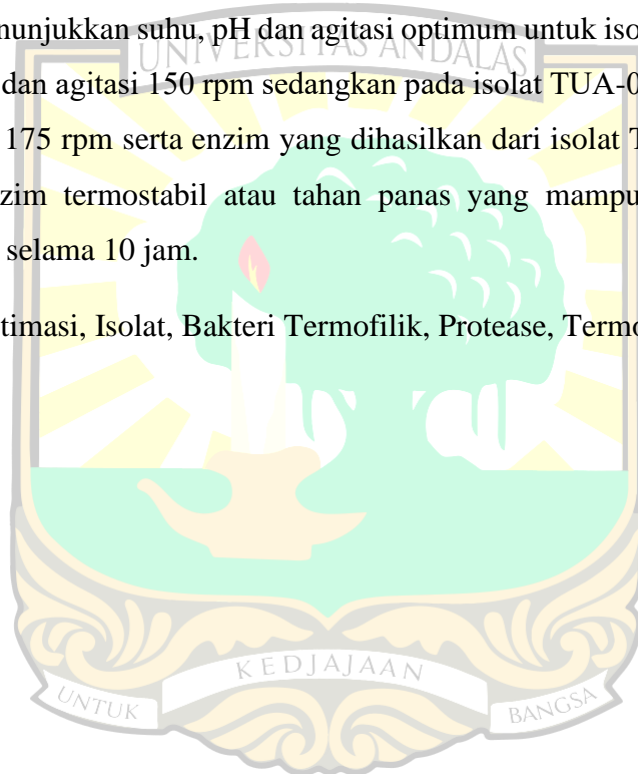 nunjukkan suhu, pH dan agitasi optimum untuk iso
UNIVERSITAS ANDALAS
dan agitasi 150 rpm sedangkan pada isolat TUA-0
175 rpm serta enzim yang dihasilkan dari isolat T
zim termostabil atau tahan panas yang mampu
selama 10 jam.
timasi, Isolat, Bakteri Termofilik, Protease, Termo
KEDJAJAAN
UNTUK BANGSA